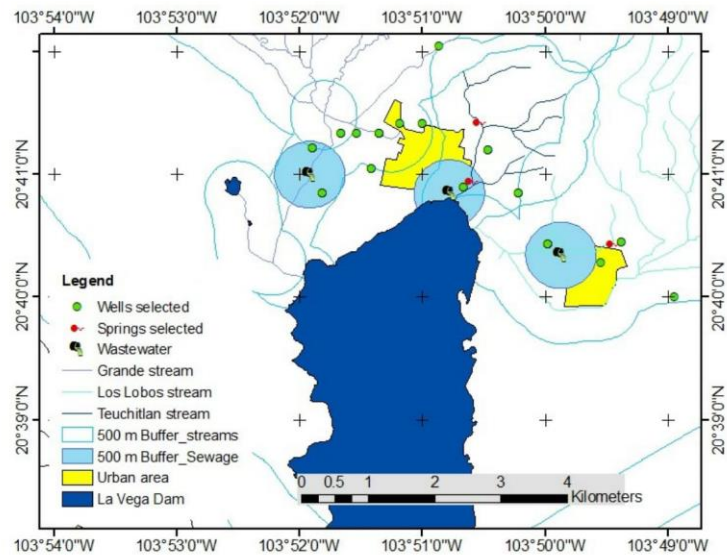 103°54'0"W 103°53'0"W 103°52'0"W 103°51'0"W 103°50'0"W 103°49'0"W
20°41'0"N 20°41'0"N
20°40'0"N 20°40'0"N
20°39'0"N 20°39'0"N
Legend
Wells selected
Springs selected
Wastewater
Grande stream
Los Lobos stream
Teuchitlan stream
500 m Buffer_streams
500 m Buffer_Sewage
Urban area
La Vega Dam
0 0.5 1 2 3 4
Kilometers
103°54'0"W 103°53'0"W 103°52'0"W 103°51'0"W 103°50'0"W 103°49'0"W